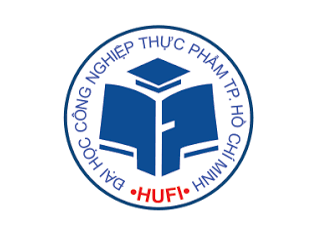 ĐẠI HỌC CÔNG NGHIỆP THỰC PHẨM TP. HỒ CHÍ MINH
•HUFI•